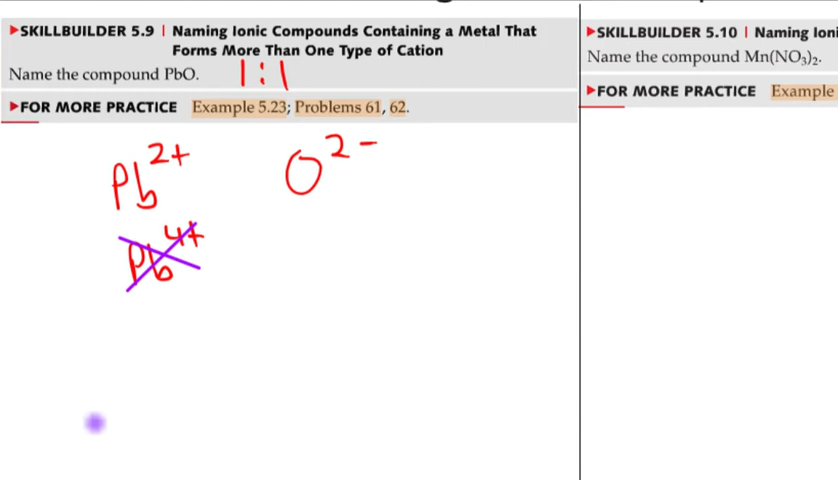 ▶SKILLBUILDER 5.9 | Naming Ionic Compounds Containing a Metal That
Forms More Than One Type of Cation
Name the compound PbO. 1:1
▶FOR MORE PRACTICE Example 5.23; Problems 61, 62.
Pb²⁺ O²⁻
Pb⁴⁺
▶SKILLBUILDER 5.10 | Naming Ioni
Name the compound Mn(NO₃)₂.
▶FOR MORE PRACTICE Example